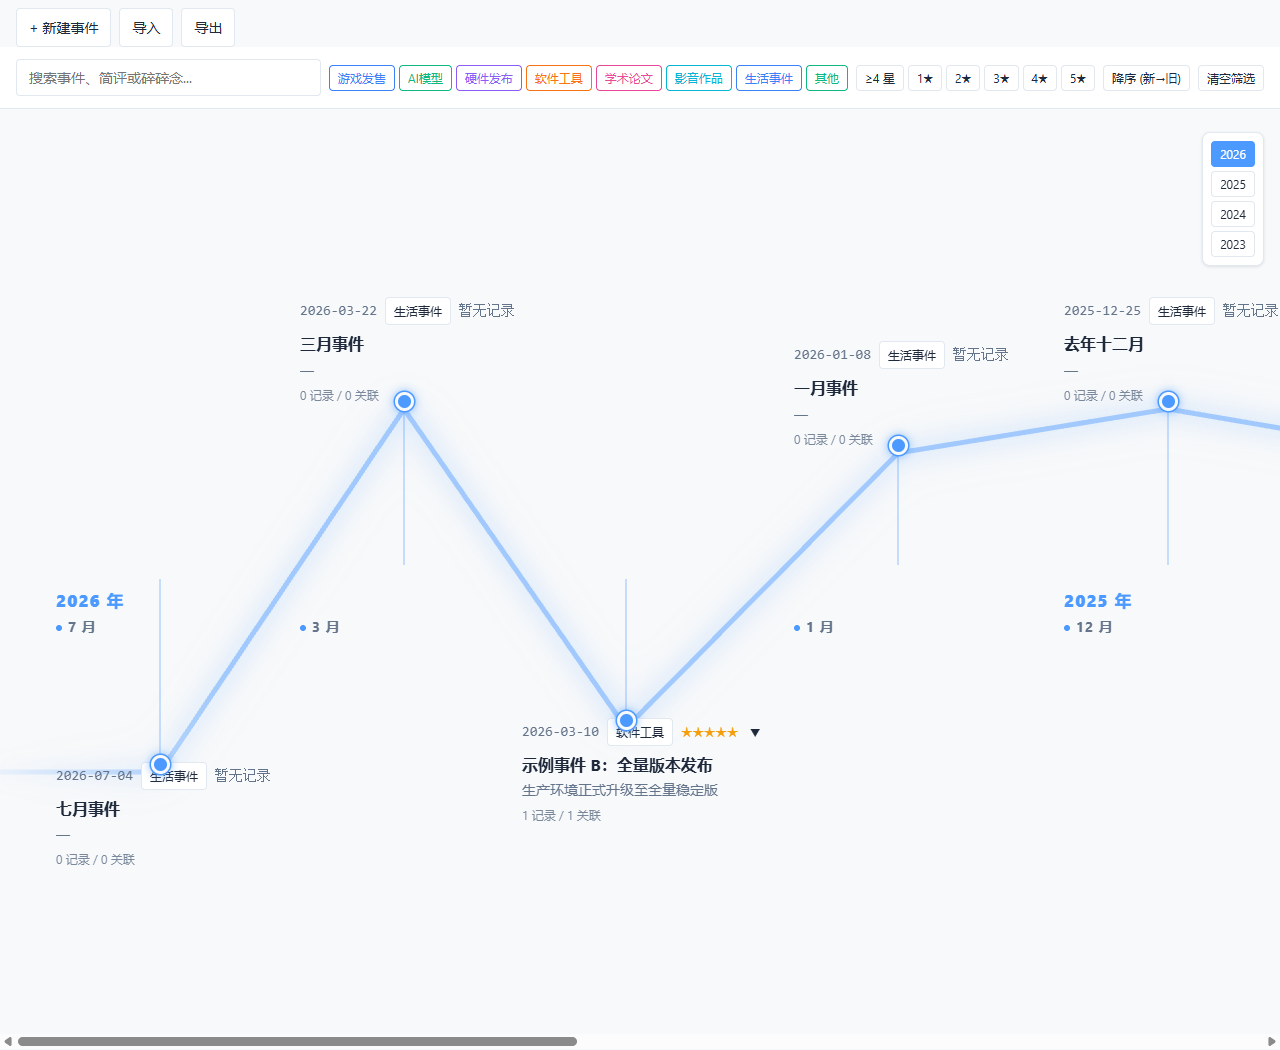 + 新建事件 导入 导出
搜索事件、简评或碎碎念... 游戏发售 AI模型 硬件发布 软件工具 学术论文 影音作品 生活事件 其他 ≥4 星 1★ 2★ 3★ 4★ 5★ 降序 (新→旧) 清空筛选
2026
2025
2024
2023
2026-03-22 生活事件 暂无记录
三月事件
—
0 记录 / 0 关联
2026-01-08 生活事件 暂无记录
一月事件
—
0 记录 / 0 关联
2025-12-25 生活事件 暂无记录
去年十二月
—
0 记录 / 0 关联
2026 年
7 月
3 月
1 月
2025 年
12 月
2026-07-04 生活事件 暂无记录
七月事件
—
0 记录 / 0 关联
2026-03-10 软件工具 ★★★★★ ▼
示例事件 B：全量版本发布
生产环境正式升级至全量稳定版
1 记录 / 1 关联